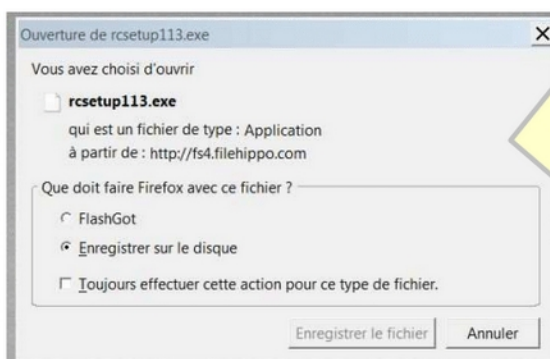 Ouverture de rcsetup113.exe
Vous avez choisi d'ouvrir
rcsetup113.exe
qui est un fichier de type : Application
à partir de : http://fs4.filehippo.com
Que doit faire Firefox avec ce fichier ?
FlashGot
Enregistrer sur le disque
Toujours effectuer cette action pour ce type de fichier.
Enregistrer le fichier
Annuler